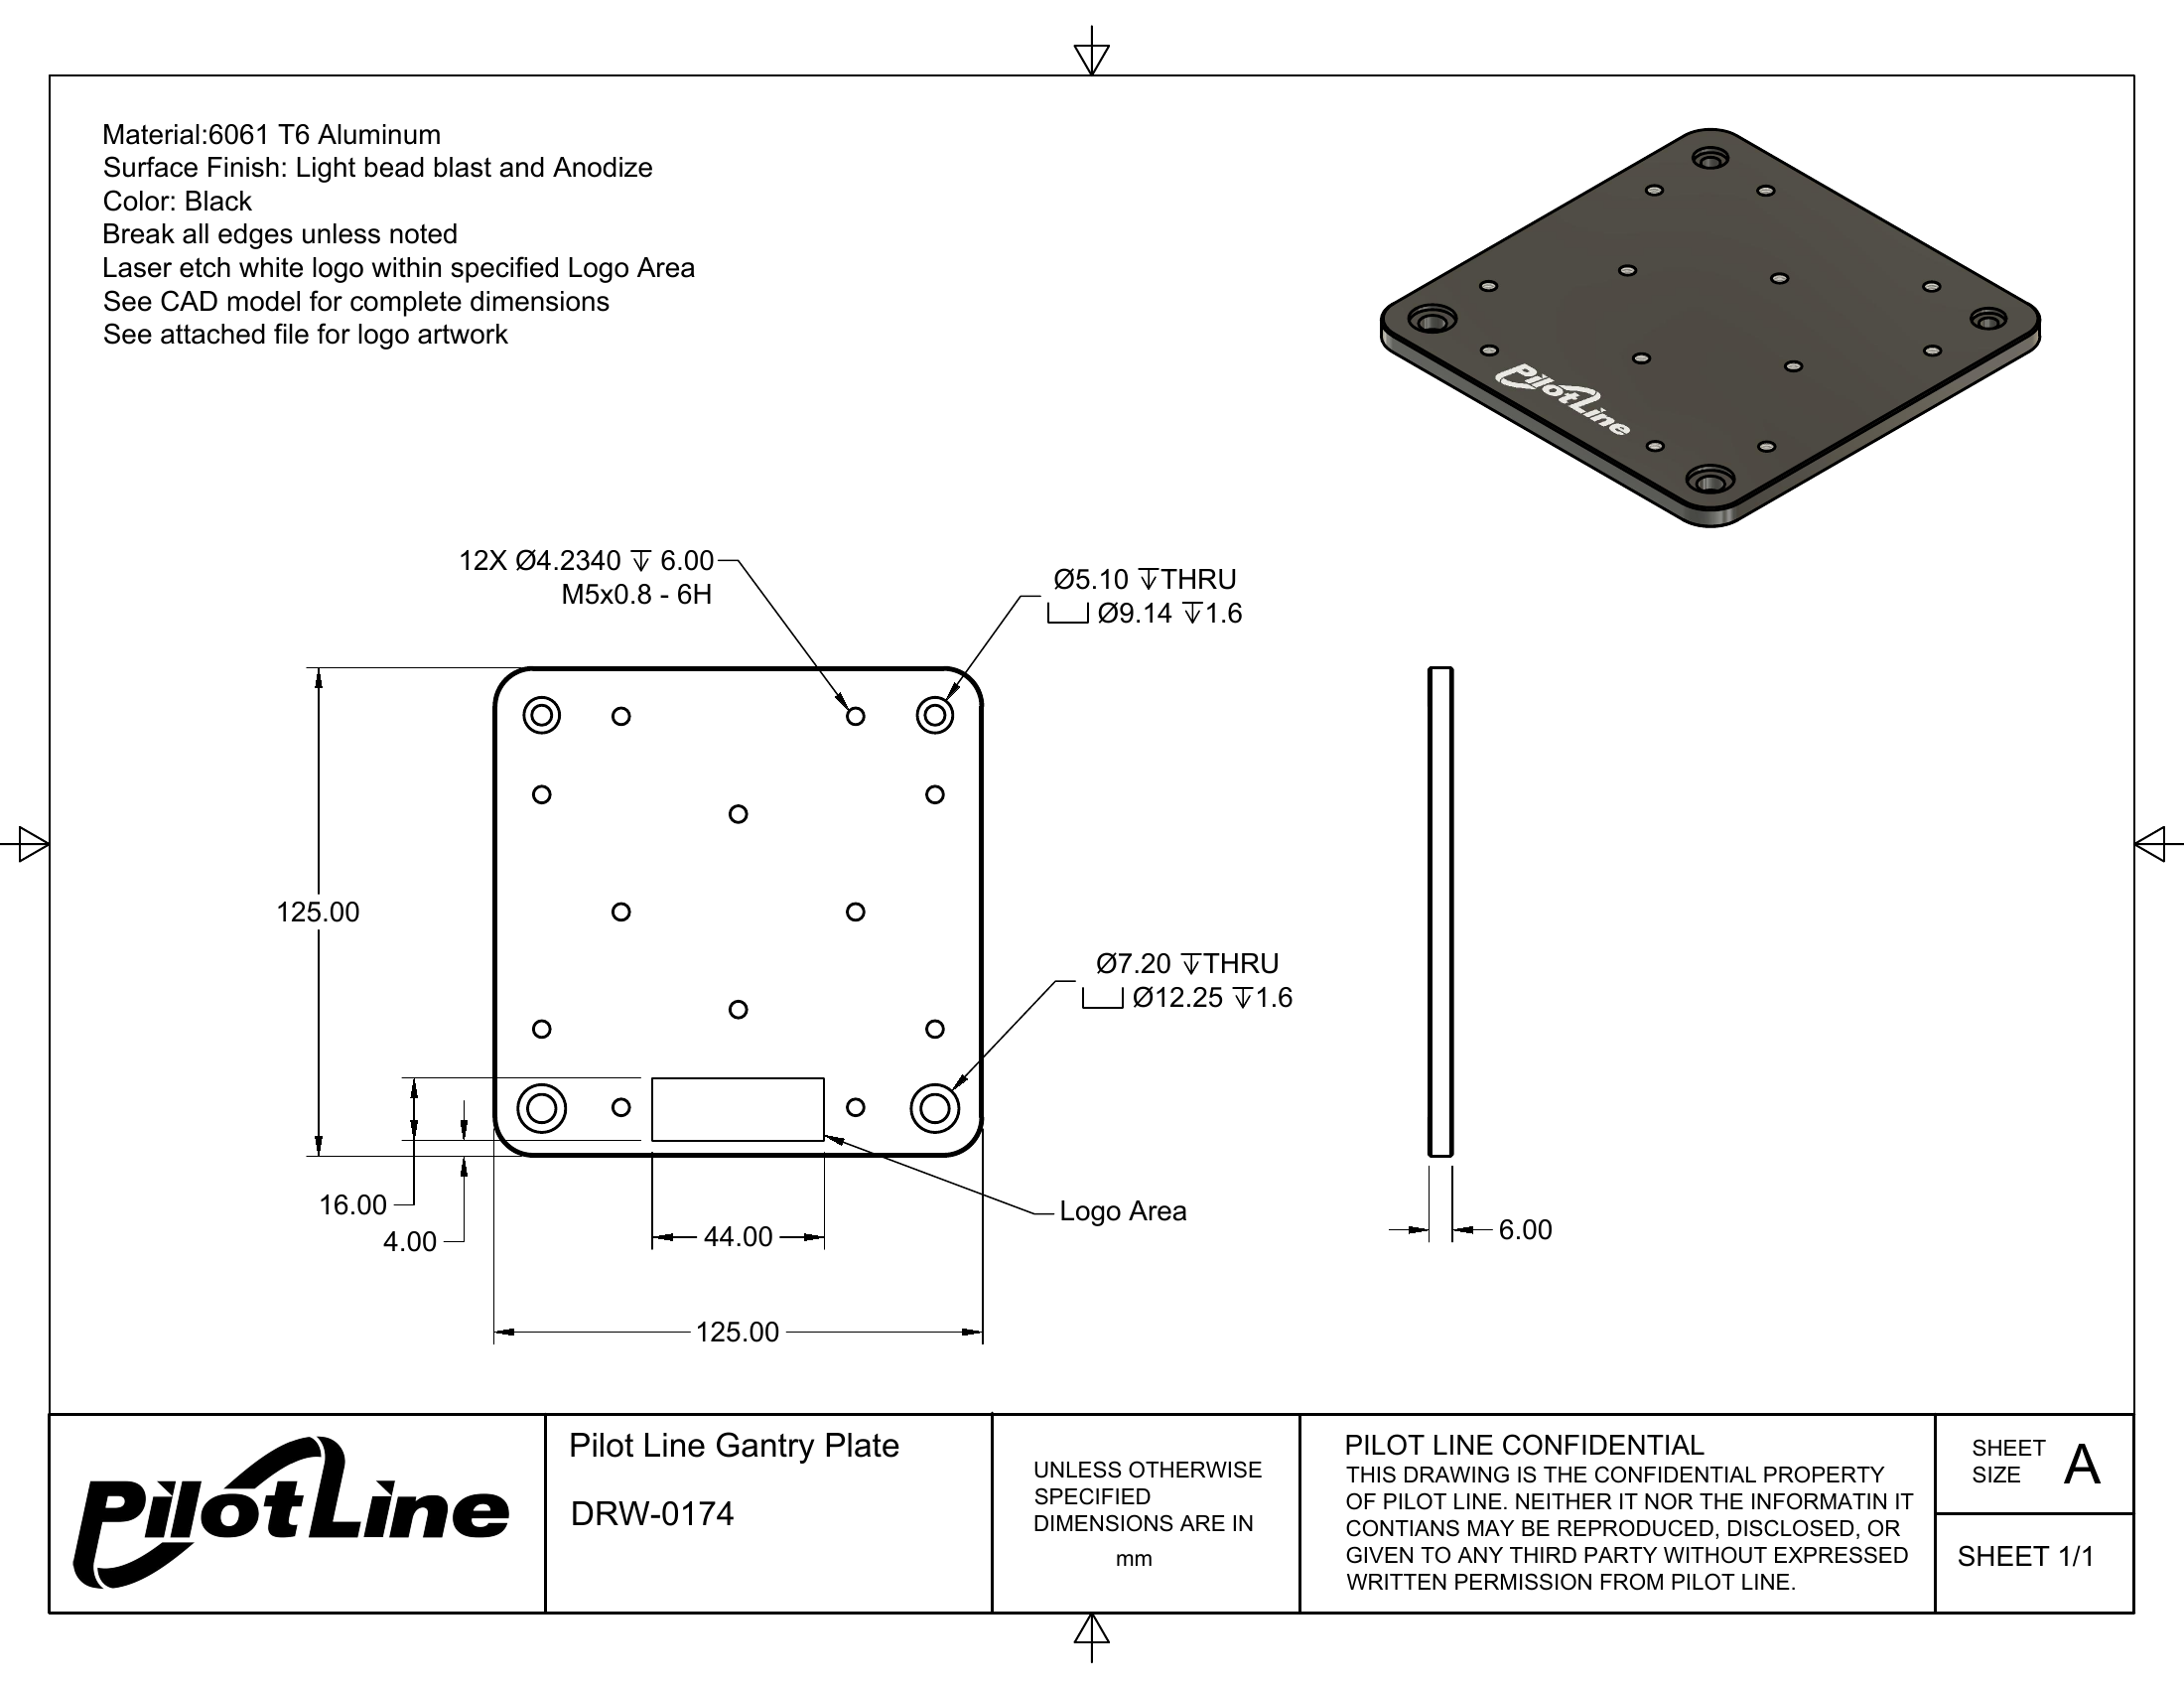 Material:6061 T6 Aluminum
Surface Finish: Light bead blast and Anodize
Color: Black
Break all edges unless noted
Laser etch white logo within specified Logo Area
See CAD model for complete dimensions
See attached file for logo artwork
PilotLine
12X Ø4.2340 ↧ 6.00
M5x0.8 - 6H
Ø5.10 ↧THRU
⌴ Ø9.14 ↧1.6
125.00
Ø7.20 ↧THRU
⌴ Ø12.25 ↧1.6
16.00
4.00
44.00
Logo Area
6.00
125.00
PilotLine
Pilot Line Gantry Plate
DRW-0174
UNLESS OTHERWISE
SPECIFIED
DIMENSIONS ARE IN
mm
PILOT LINE CONFIDENTIAL
THIS DRAWING IS THE CONFIDENTIAL PROPERTY
OF PILOT LINE. NEITHER IT NOR THE INFORMATIN IT
CONTIANS MAY BE REPRODUCED, DISCLOSED, OR
GIVEN TO ANY THIRD PARTY WITHOUT EXPRESSED
WRITTEN PERMISSION FROM PILOT LINE.
SHEET
SIZE
A
SHEET 1/1